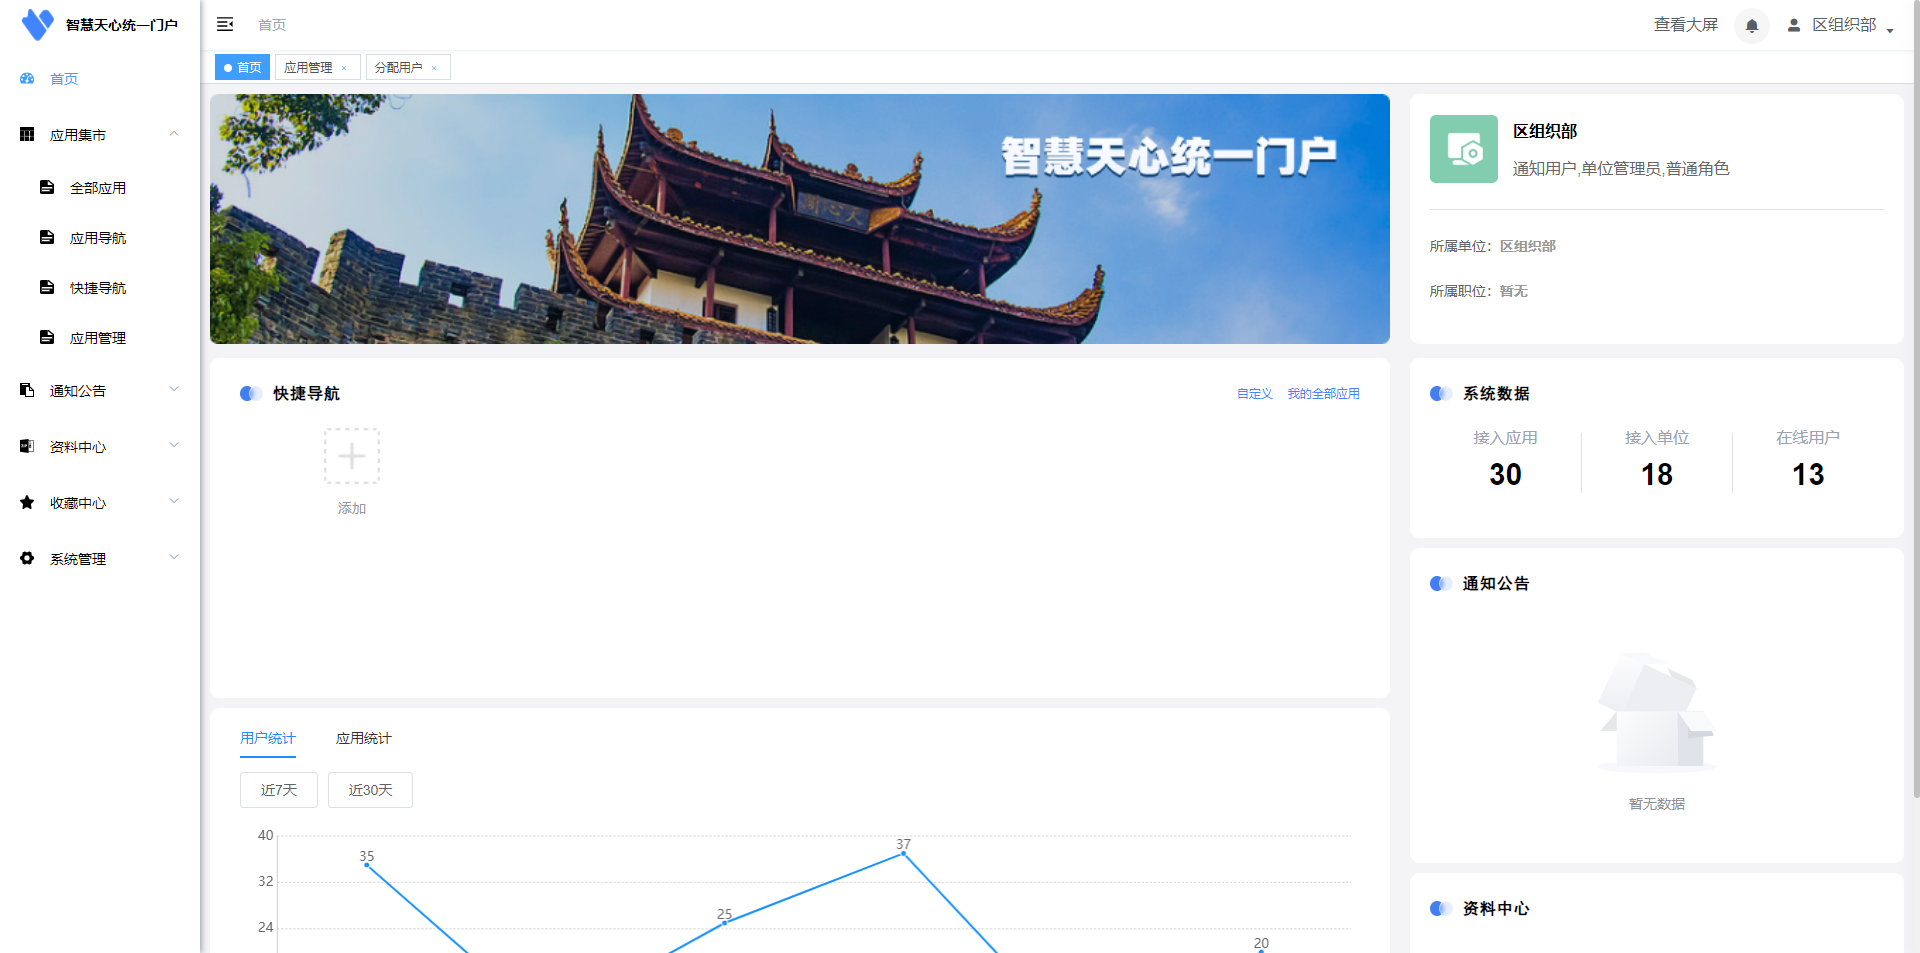 智慧天心统一门户
首页
应用集市
全部应用
应用导航
快捷导航
应用管理
通知公告
资料中心
收藏中心
系统管理
首页
查看大屏
区组织部
首页 应用管理 × 分配用户 ×
智慧天心统一门户
快捷导航
自定义 我的全部应用
添加
用户统计 应用统计
近7天 近30天
40
32
24
35
25
37
20
区组织部
通知用户,单位管理员,普通角色
所属单位: 区组织部
所属职位: 暂无
系统数据
接入应用 接入单位 在线用户
30 18 13
通知公告
暂无数据
资料中心